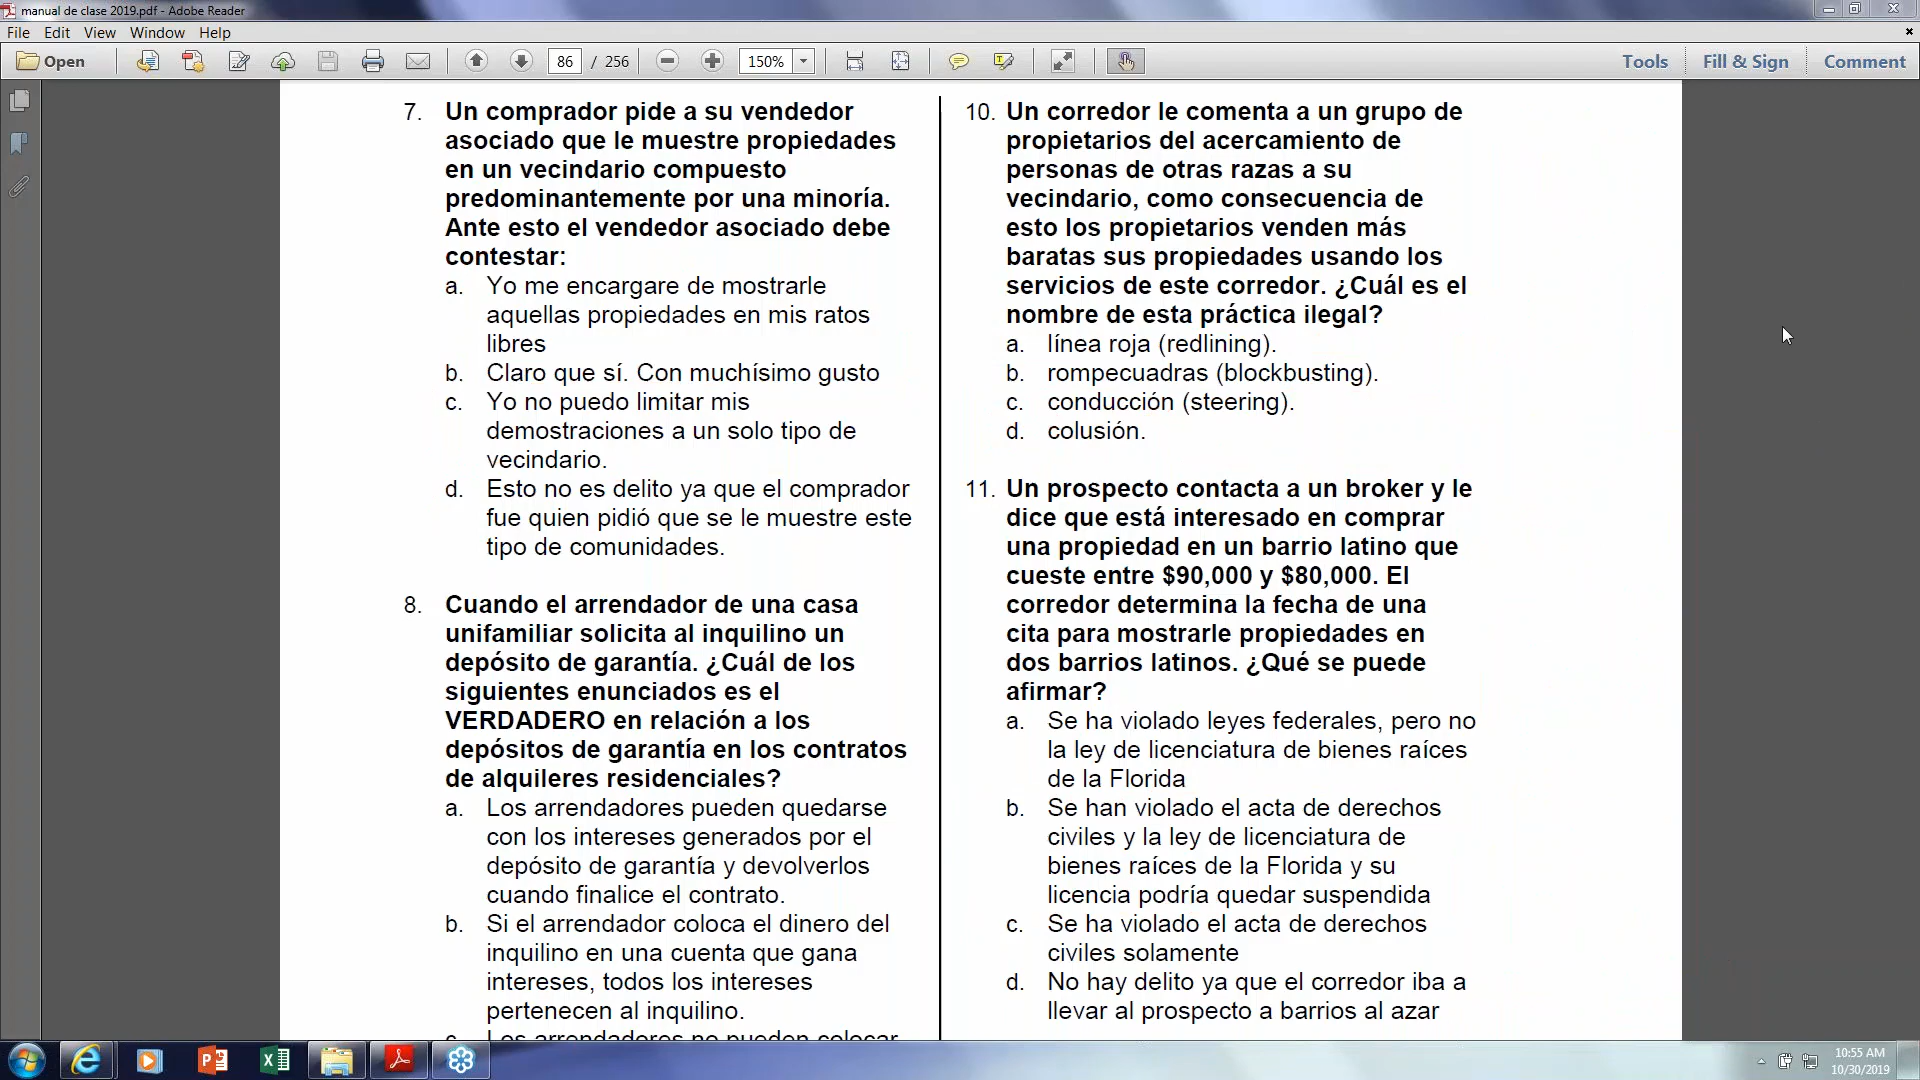 manual de clase 2019.pdf - Adobe Reader
File Edit View Window Help
Open 86 / 256 150% Tools Fill & Sign Comment
7. Un comprador pide a su vendedor
asociado que le muestre propiedades
en un vecindario compuesto
predominantemente por una minoría.
Ante esto el vendedor asociado debe
contestar:
a. Yo me encargare de mostrarle
aquellas propiedades en mis ratos
libres
b. Claro que sí. Con muchísimo gusto
c. Yo no puedo limitar mis
demostraciones a un solo tipo de
vecindario.
d. Esto no es delito ya que el comprador
fue quien pidió que se le muestre este
tipo de comunidades.
8. Cuando el arrendador de una casa
unifamiliar solicita al inquilino un
depósito de garantía. ¿Cuál de los
siguientes enunciados es el
VERDADERO en relación a los
depósitos de garantía en los contratos
de alquileres residenciales?
a. Los arrendadores pueden quedarse
con los intereses generados por el
depósito de garantía y devolverlos
cuando finalice el contrato.
b. Si el arrendador coloca el dinero del
inquilino en una cuenta que gana
intereses, todos los intereses
pertenecen al inquilino.
c. Los arrendadores no pueden colocar
10. Un corredor le comenta a un grupo de
propietarios del acercamiento de
personas de otras razas a su
vecindario, como consecuencia de
esto los propietarios venden más
baratas sus propiedades usando los
servicios de este corredor. ¿Cuál es el
nombre de esta práctica ilegal?
a. línea roja (redlining).
b. rompecuadras (blockbusting).
c. conducción (steering).
d. colusión.
11. Un prospecto contacta a un broker y le
dice que está interesado en comprar
una propiedad en un barrio latino que
cueste entre $90,000 y $80,000. El
corredor determina la fecha de una
cita para mostrarle propiedades en
dos barrios latinos. ¿Qué se puede
afirmar?
a. Se ha violado leyes federales, pero no
la ley de licenciatura de bienes raíces
de la Florida
b. Se han violado el acta de derechos
civiles y la ley de licenciatura de
bienes raíces de la Florida y su
licencia podría quedar suspendida
c. Se ha violado el acta de derechos
civiles solamente
d. No hay delito ya que el corredor iba a
llevar al prospecto a barrios al azar
10:55 AM
10/30/2019